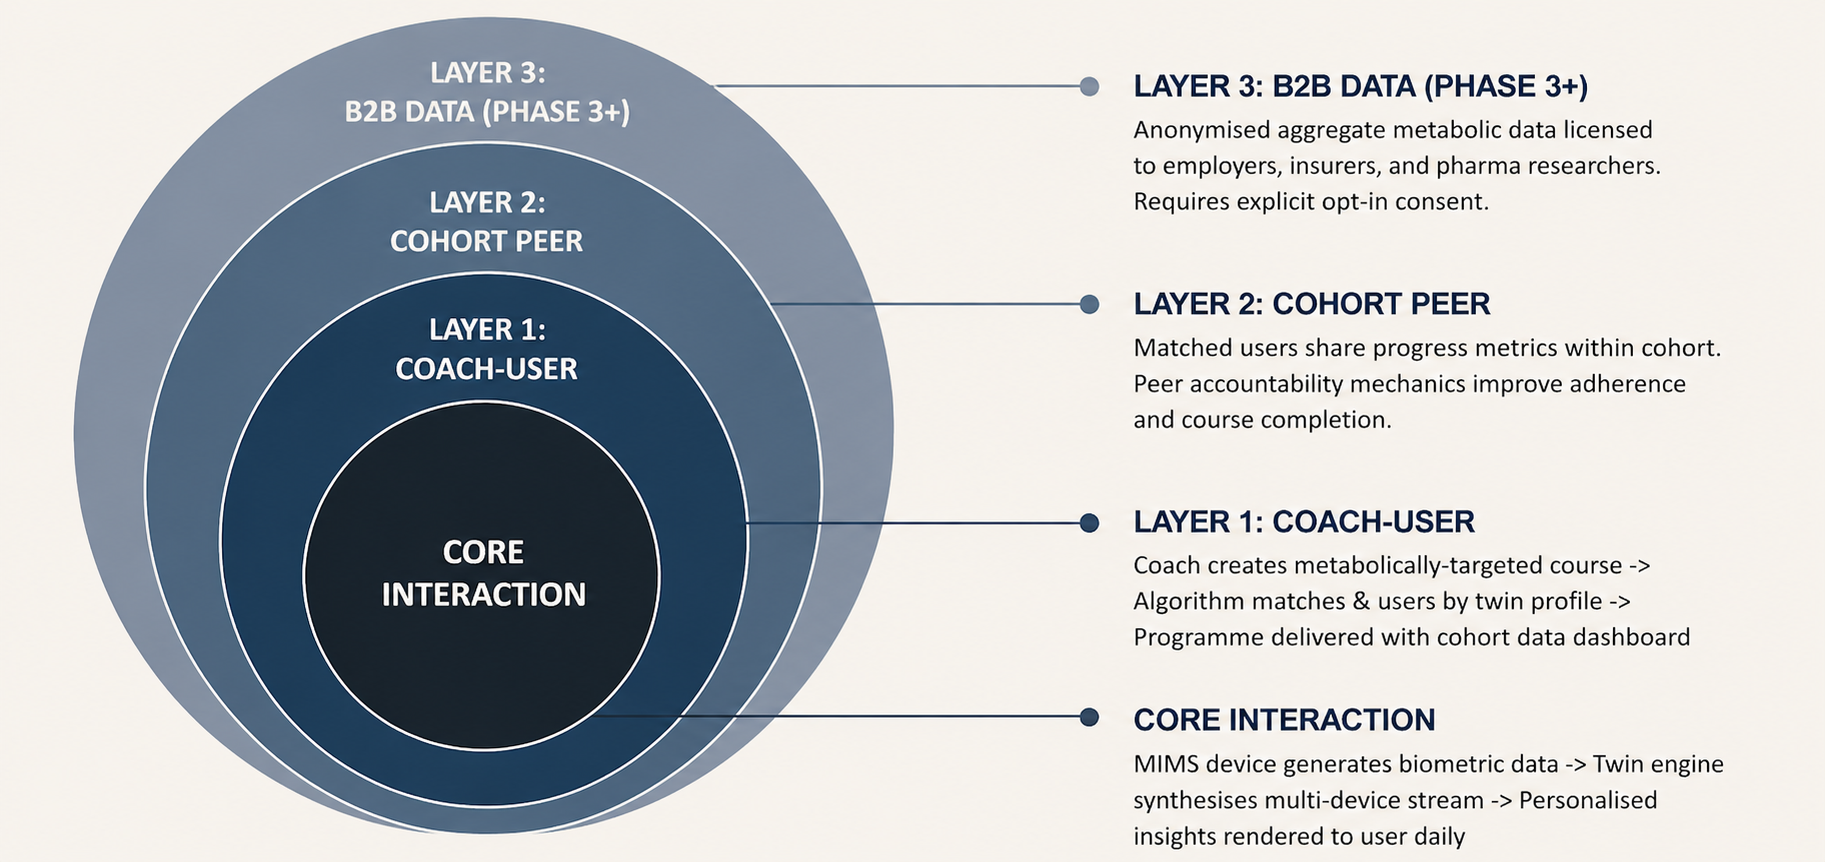 LAYER 3:
B2B DATA (PHASE 3+)
LAYER 2:
COHORT PEER
LAYER 1:
COACH-USER
CORE
INTERACTION
LAYER 3: B2B DATA (PHASE 3+)
Anonymised aggregate metabolic data licensed
to employers, insurers, and pharma researchers.
Requires explicit opt-in consent.
LAYER 2: COHORT PEER
Matched users share progress metrics within cohort.
Peer accountability mechanics improve adherence
and course completion.
LAYER 1: COACH-USER
Coach creates metabolically-targeted course ->
Algorithm matches & users by twin profile ->
Programme delivered with cohort data dashboard
CORE INTERACTION
MIMS device generates biometric data -> Twin engine
synthesises multi-device stream -> Personalised
insights rendered to user daily